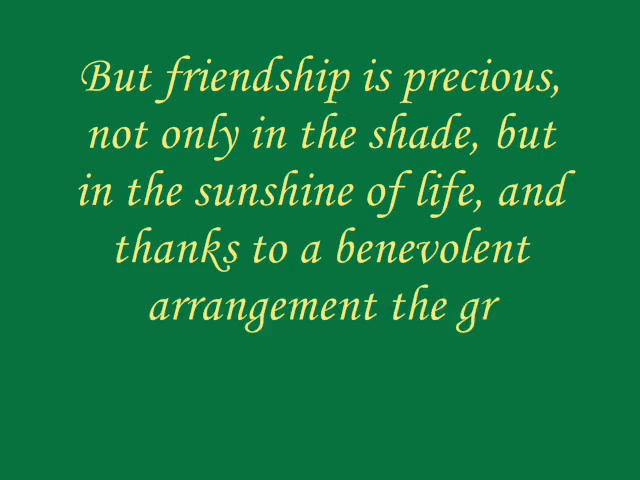 But friendship is precious,
not only in the shade, but
in the sunshine of life, and
thanks to a benevolent
arrangement the gr